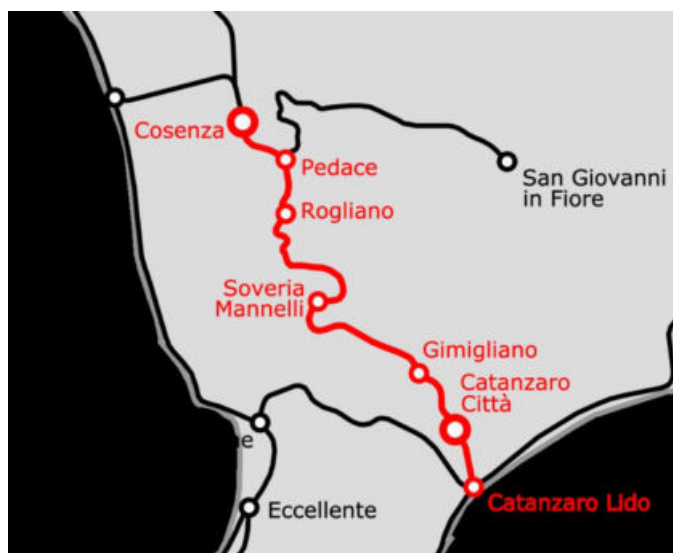 Cosenza
Pedace
San Giovanni
in Fiore
Rogliano
Soveria
Mannelli
Gimigliano
Catanzaro
Città
Eccellente
Catanzaro Lido